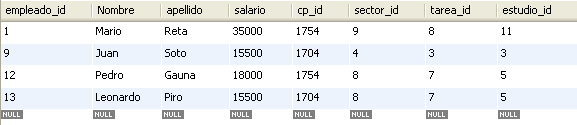 empleado_id Nombre apellido salario cp_id sector_id tarea_id estudio_id
1 Mario Reta 35000 1754 9 8 11
9 Juan Soto 15500 1704 4 3 3
12 Pedro Gauna 18000 1754 8 7 5
13 Leonardo Piro 15500 1704 8 7 5
NULL NULL NULL NULL NULL NULL NULL NULL